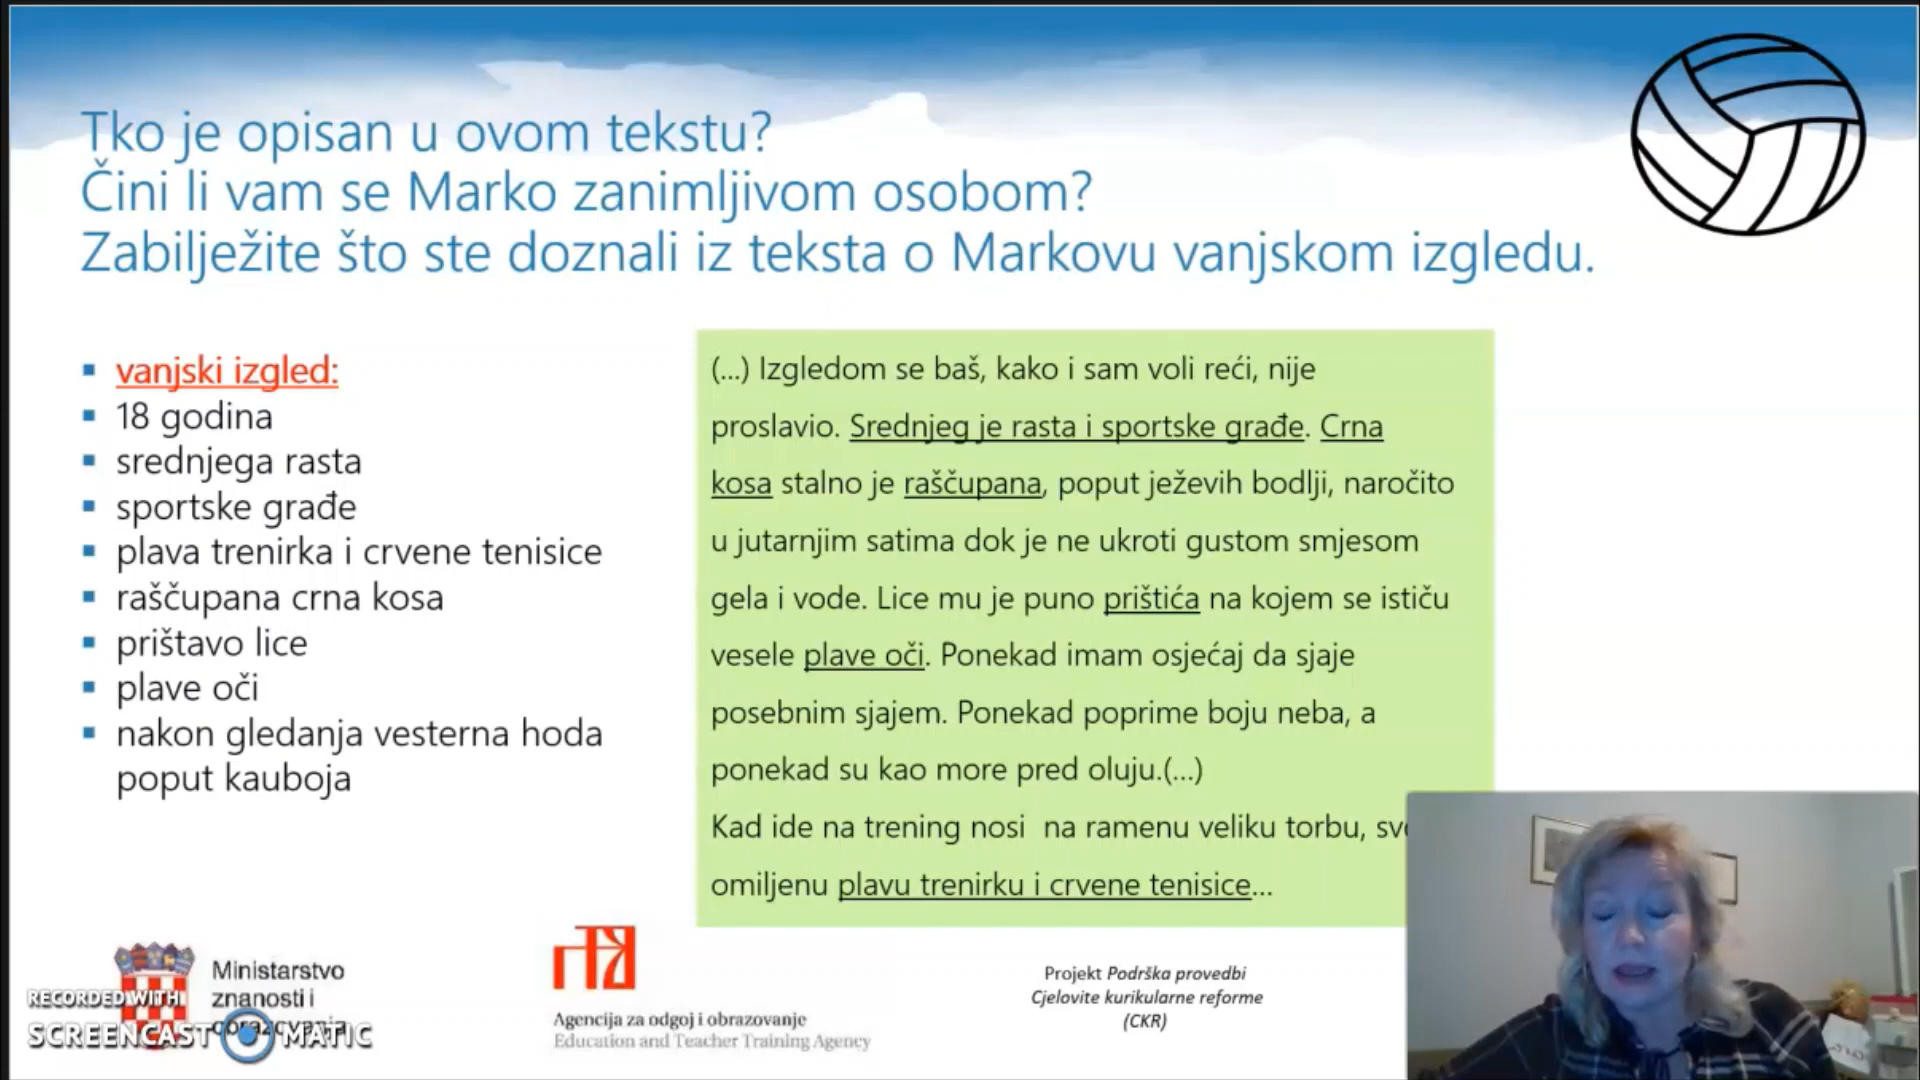 Tko je opisan u ovom tekstu?
Čini li vam se Marko zanimljivom osobom?
Zabilježite što ste doznali iz teksta o Markovu vanjskom izgledu.
vanjski izgled:
18 godina
srednjega rasta
sportske građe
plava trenirka i crvene tenisice
raščupana crna kosa
prištavo lice
plave oči
nakon gledanja vesterna hoda
poput kauboja
(...) Izgledom se baš, kako i sam voli reći, nije
proslavio. Srednjeg je rasta i sportske građe. Crna
kosa stalno je raščupana, poput ježevih bodlji, naročito
u jutarnjim satima dok je ne ukroti gustom smjesom
gela i vode. Lice mu je puno prištića na kojem se ističu
vesele plave oči. Ponekad imam osjećaj da sjaje
posebnim sjajem. Ponekad poprime boju neba, a
ponekad su kao more pred oluju.(...)
Kad ide na trening nosi na ramenu veliku torbu,
omiljenu plavu trenirku i crvene tenisice...
Ministarstvo
znanosti i
obrazovanja
RECORDED WITH
SCREENCAST MATIC
Agencija za odgoj i obrazovanje
Education and Teacher Training Agency
Projekt Podrška provedbi
Cjelovite kurikularne reforme
(CKR)